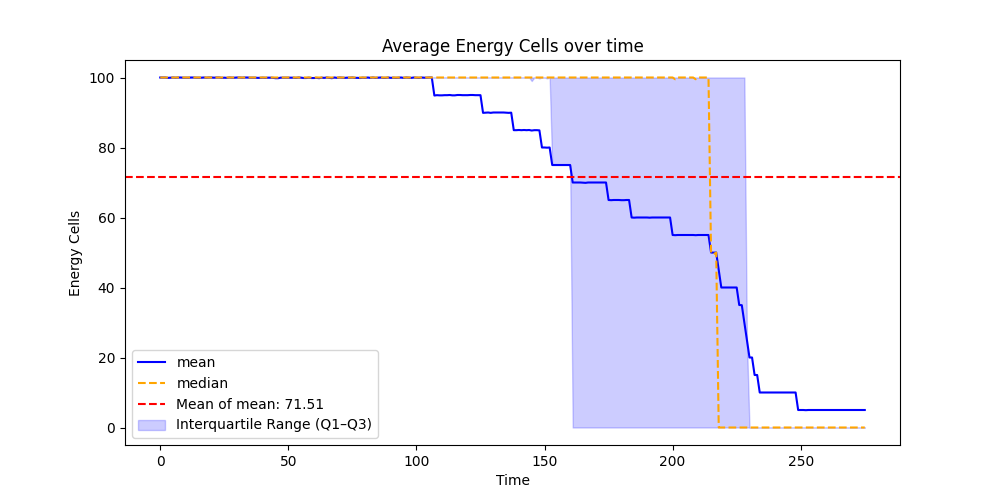 Average Energy Cells over time
Energy Cells
100
80
60
40
20
0
mean
median
Mean of mean: 71.51
Interquartile Range (Q1–Q3)
0 50 100 150 200 250
Time